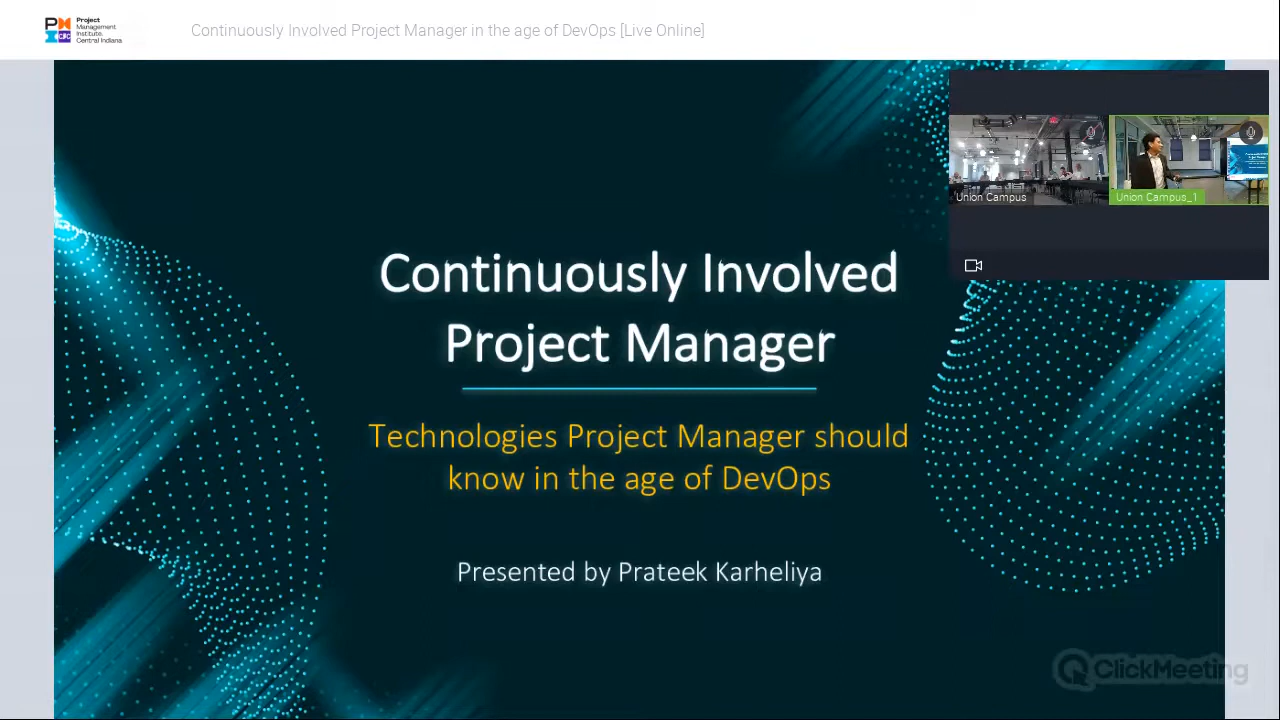 Project
Management
Institute.
Central Indiana
Continuously Involved Project Manager in the age of DevOps [Live Online]
Union Campus
Union Campus_1
Continuously Involved
Project Manager
Technologies Project Manager should
know in the age of DevOps
Presented by Prateek Karheliya
ClickMeeting